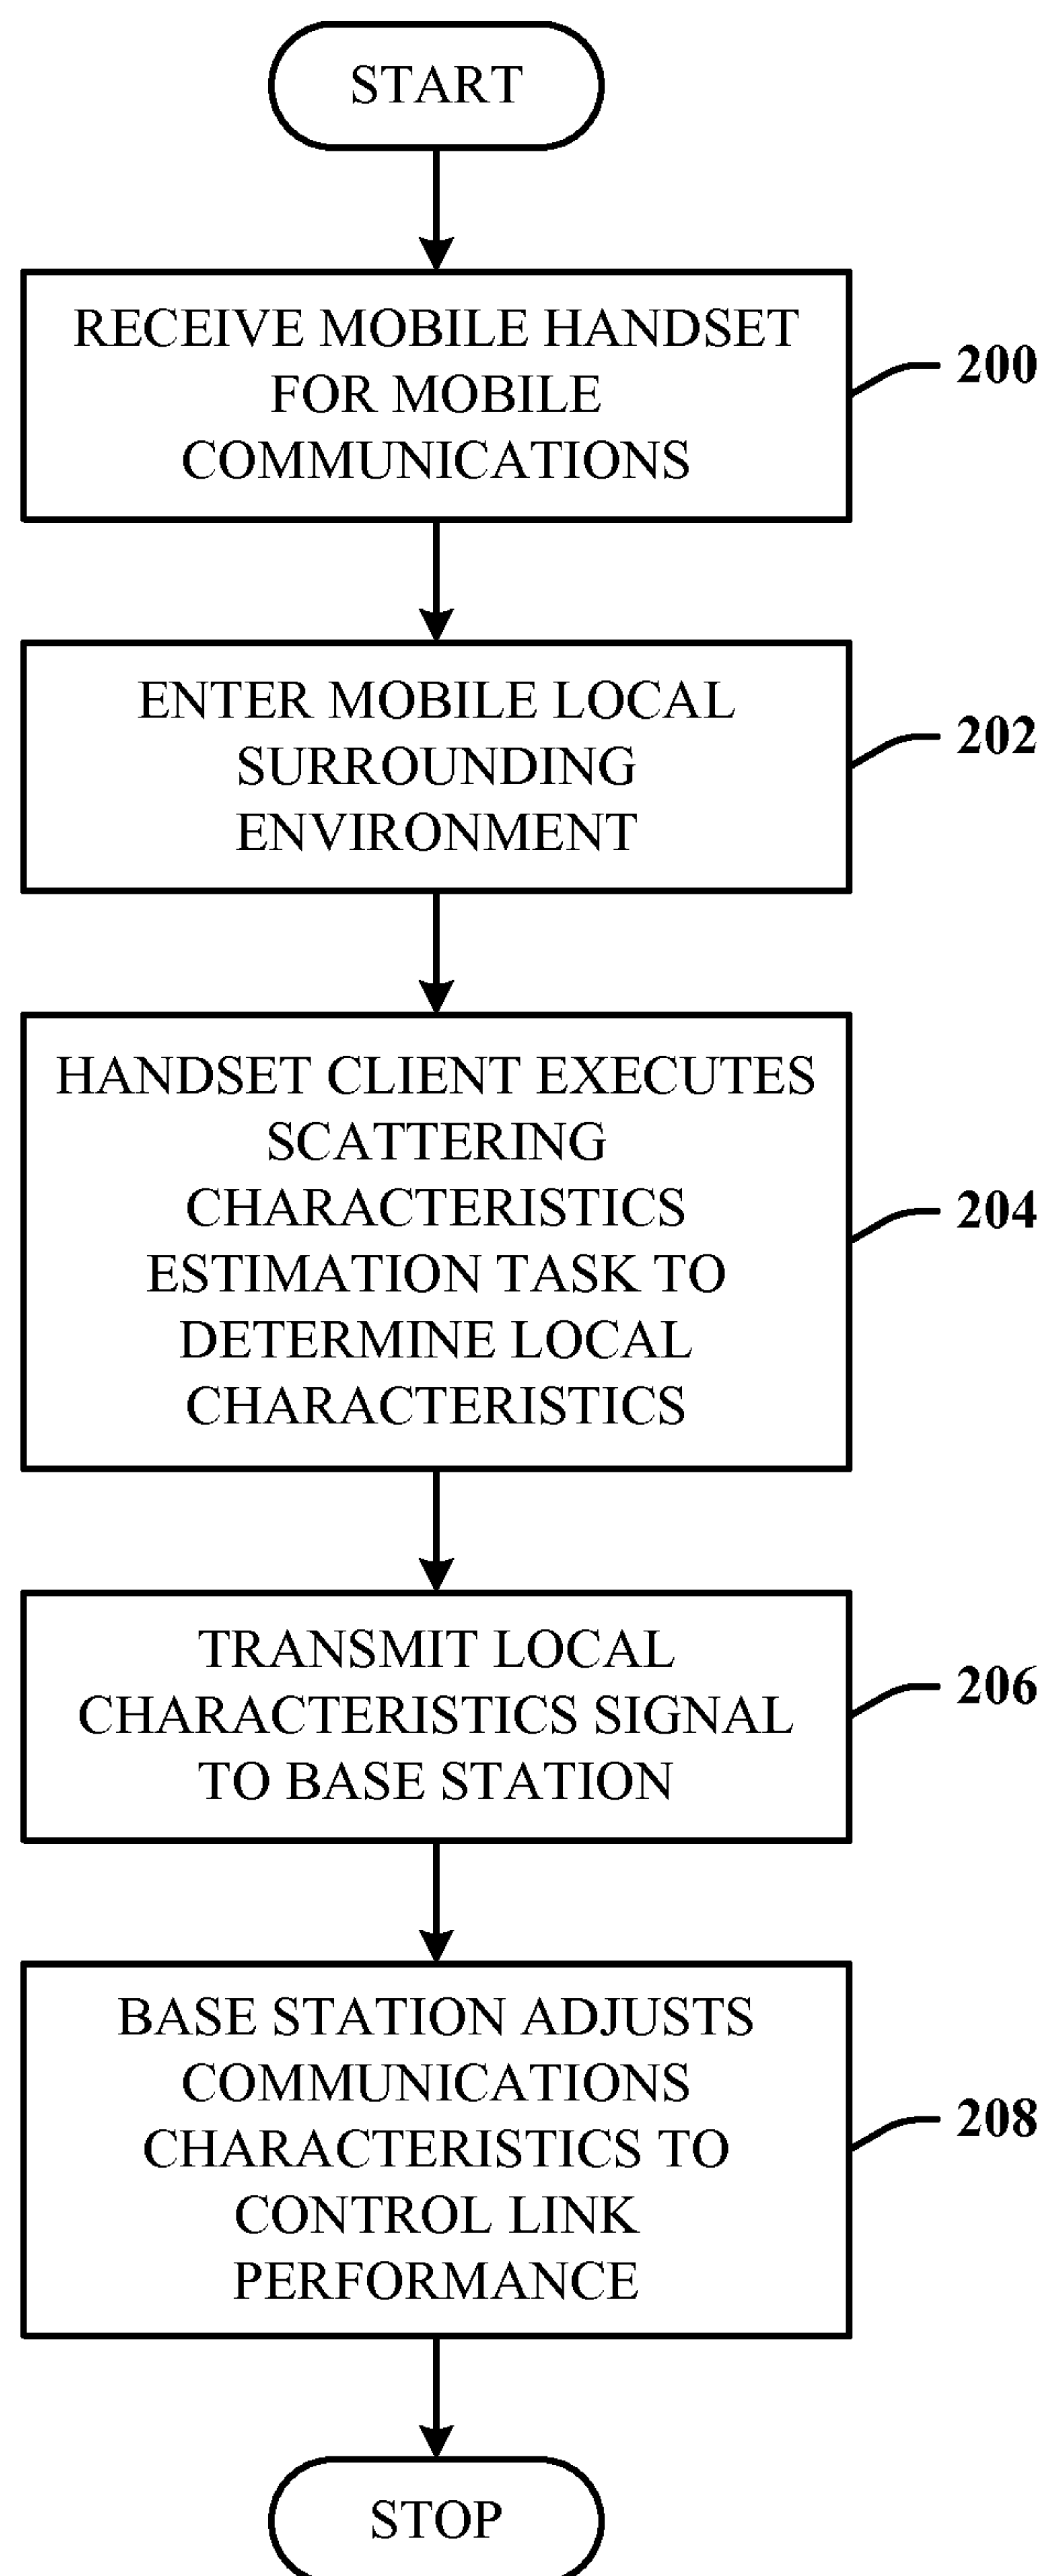 START
RECEIVE MOBILE HANDSET
FOR MOBILE
COMMUNICATIONS
200
ENTER MOBILE LOCAL
SURROUNDING
ENVIRONMENT
202
HANDSET CLIENT EXECUTES
SCATTERING
CHARACTERISTICS
ESTIMATION TASK TO
DETERMINE LOCAL
CHARACTERISTICS
204
TRANSMIT LOCAL
CHARACTERISTICS SIGNAL
TO BASE STATION
206
BASE STATION ADJUSTS
COMMUNICATIONS
CHARACTERISTICS TO
CONTROL LINK
PERFORMANCE
208
STOP